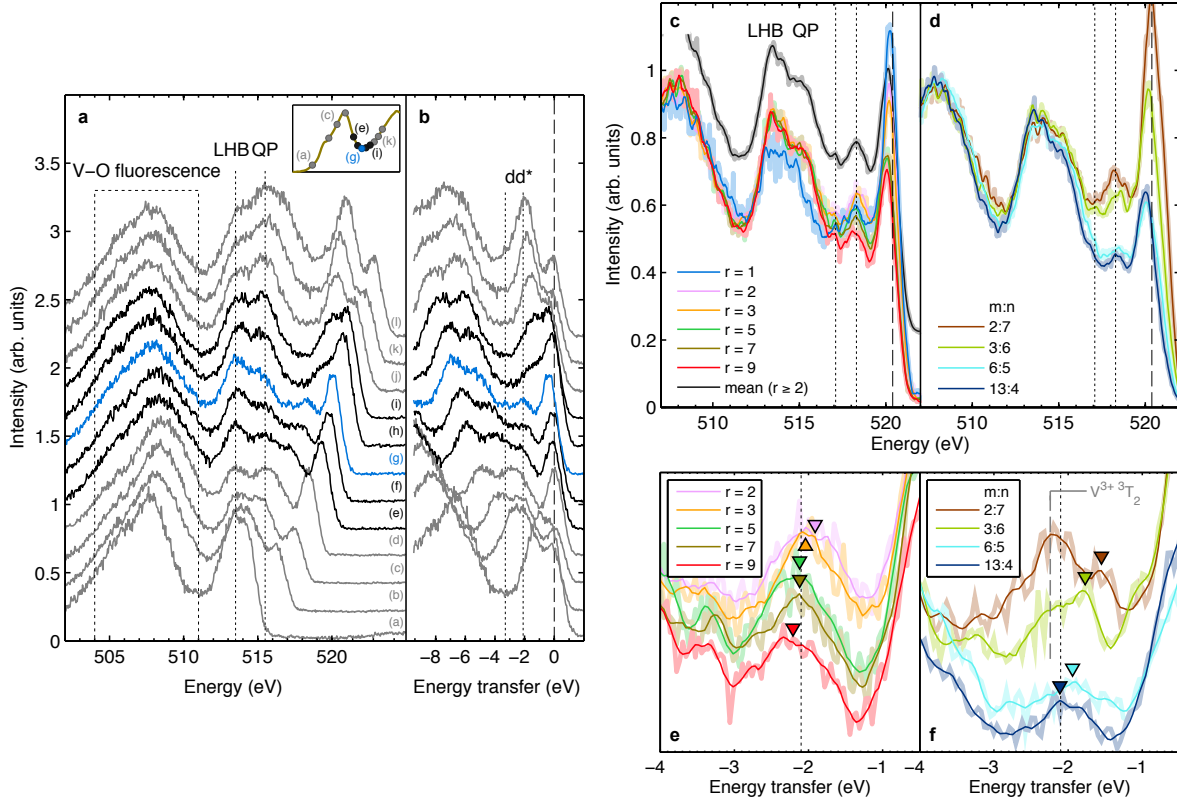 a
b
V–O fluorescence
LHB QP
dd*
(a)
(c)
(e)
(g)
(i)
(k)
3.5
3
2.5
2
1.5
1
0.5
0
Intensity (arb. units)
(l)
(k)
(j)
(i)
(h)
(g)
(f)
(e)
(d)
(c)
(b)
(a)
505
510
515
520
Energy (eV)
−8
−6
−4
−2
0
Energy transfer (eV)
c
d
LHB QP
1
0.8
0.6
0.4
0.2
0
Intensity (arb. units)
r = 1
r = 2
r = 3
r = 5
r = 7
r = 9
mean (r ≥ 2)
m:n
2:7
3:6
6:5
13:4
510
515
520
510
515
520
Energy (eV)
r = 2
r = 3
r = 5
r = 7
r = 9
e
−4
−3
−2
−1
Energy transfer (eV)
m:n
2:7
3:6
6:5
13:4
V3+ 3T2
f
−4
−3
−2
−1
Energy transfer (eV)